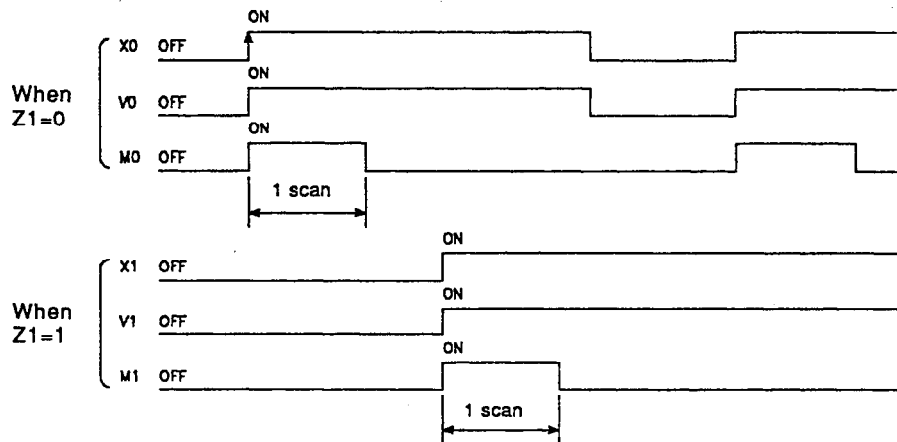 ON
X0 OFF
ON
When
Z1=0
V0 OFF
ON
M0 OFF
1 scan
ON
X1 OFF
ON
When
Z1=1
V1 OFF
ON
M1 OFF
1 scan